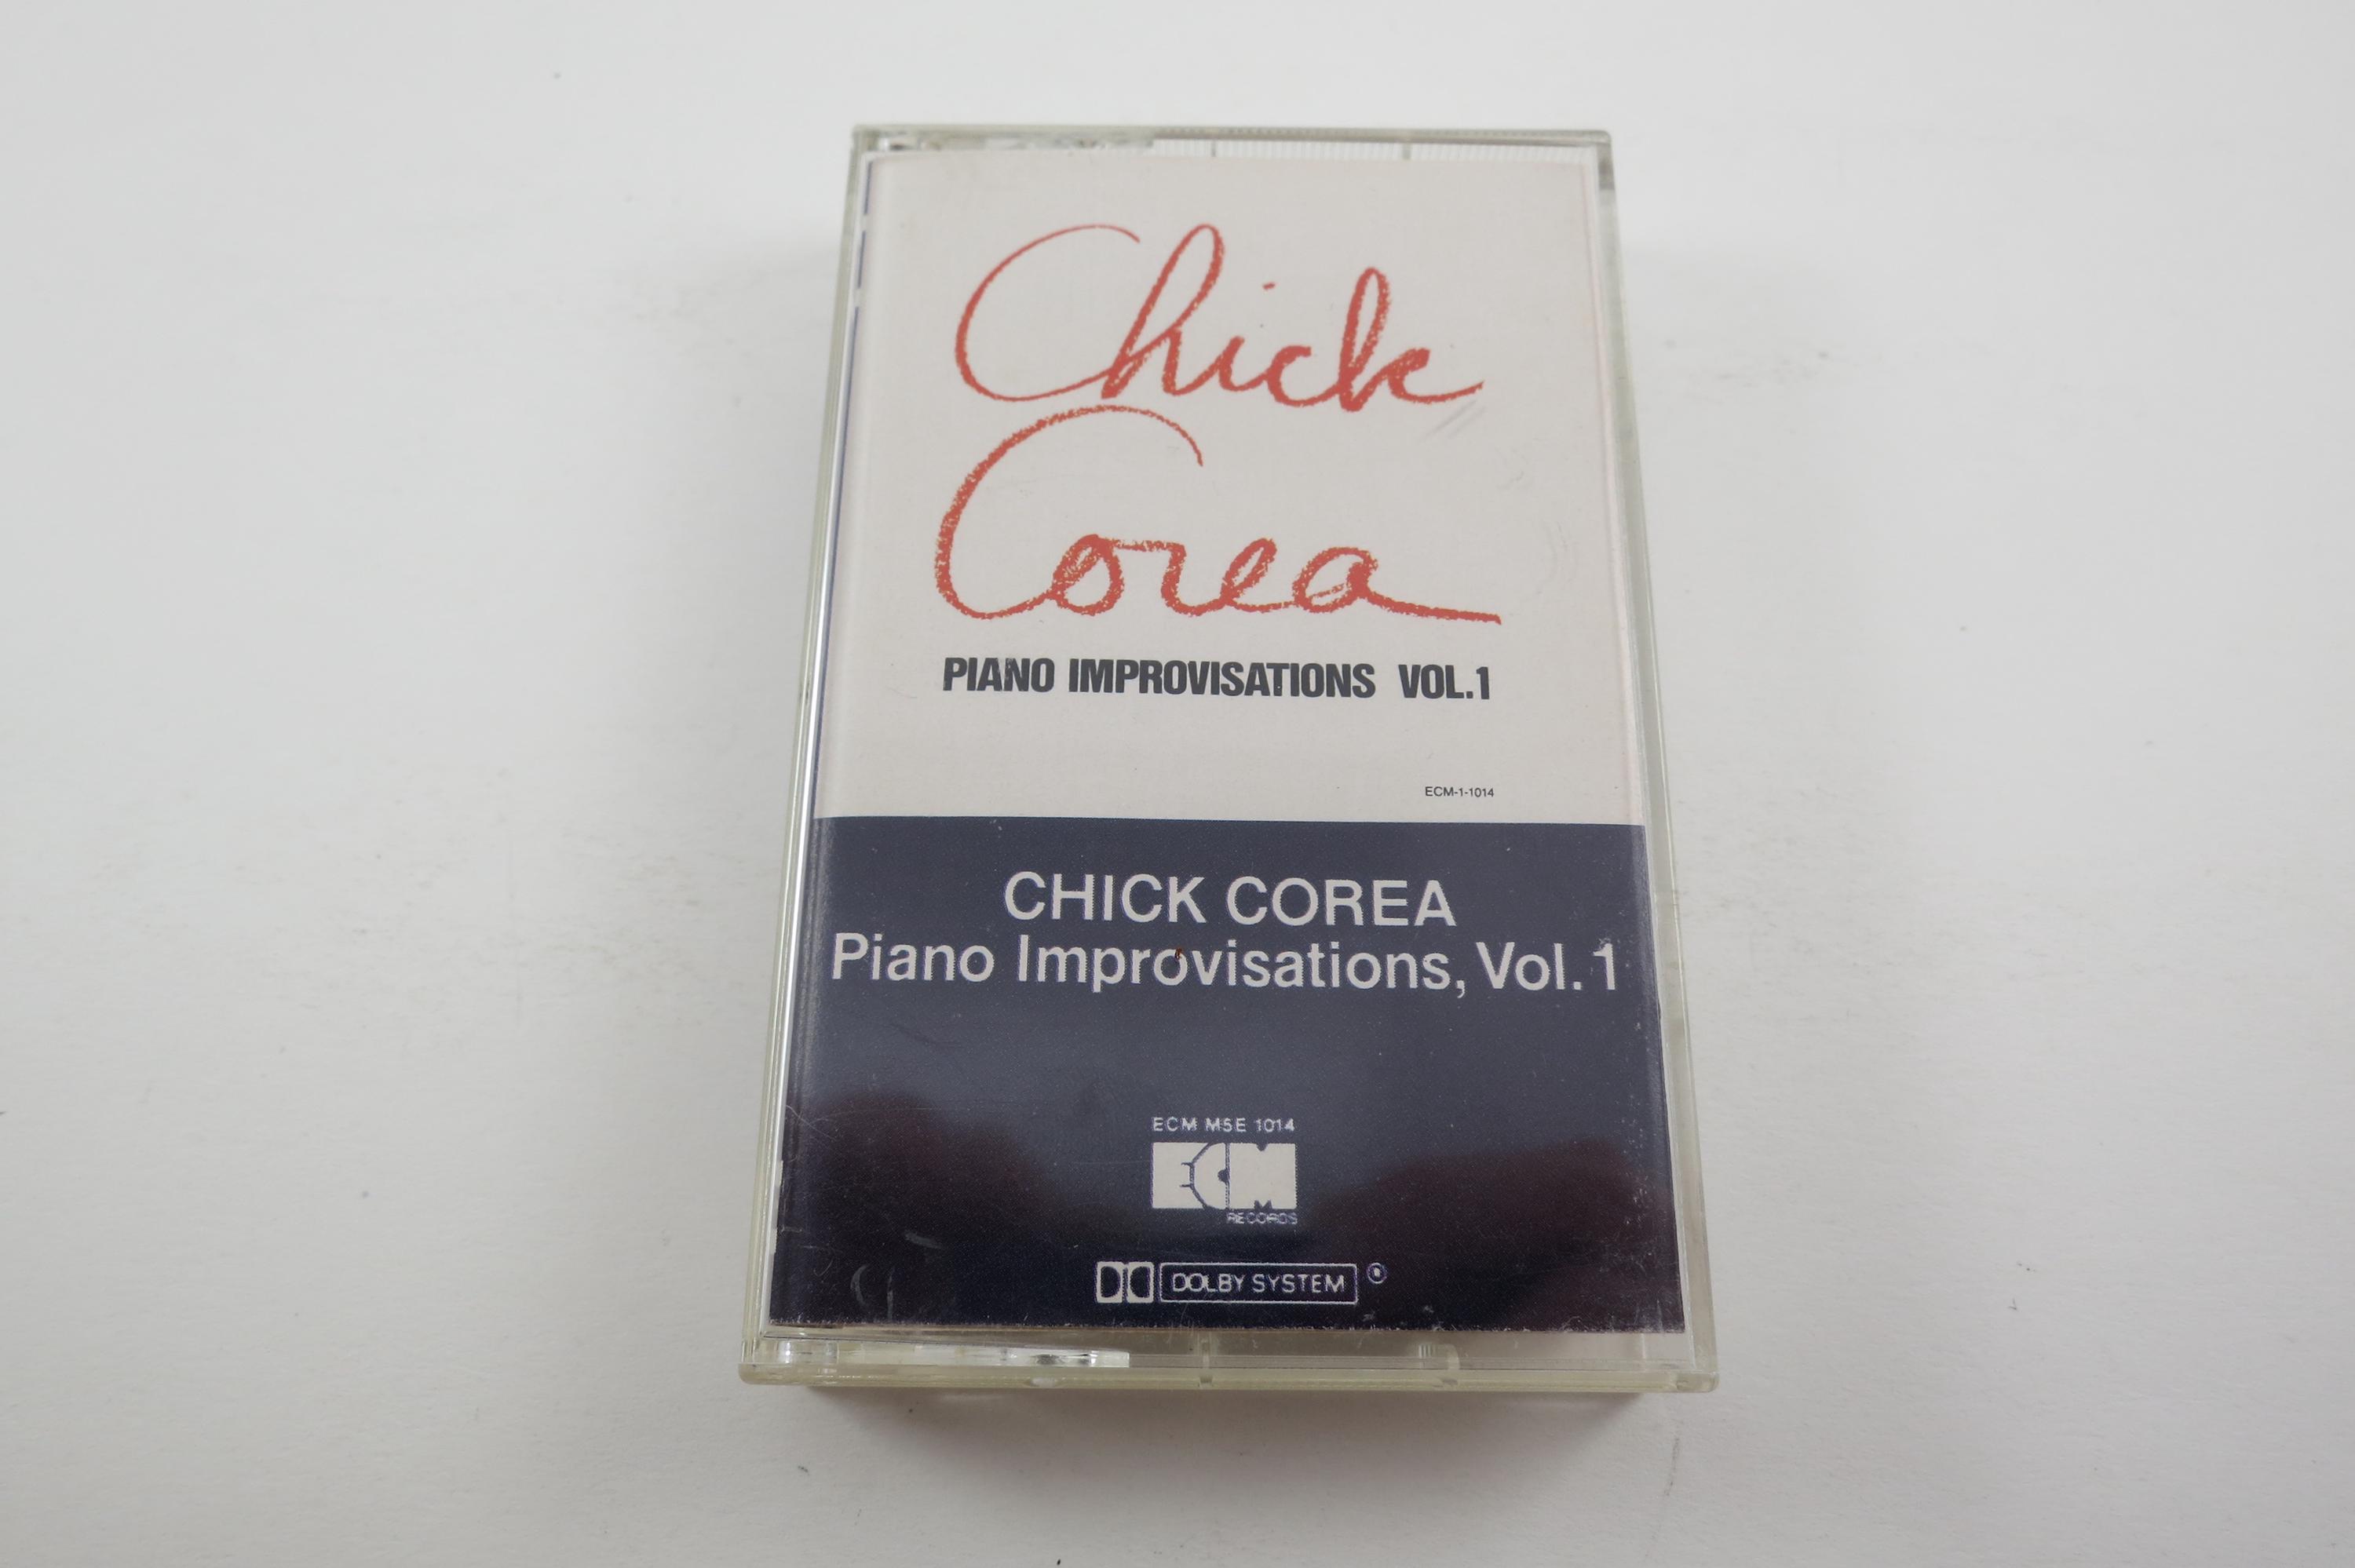 Chick
Corea
PIANO IMPROVISATIONS VOL.1
ECM-1-1014
CHICK COREA
Piano Improvisations, Vol. 1
ECM M5E 1014
ECM
RECORDS
DOLBY SYSTEM ®